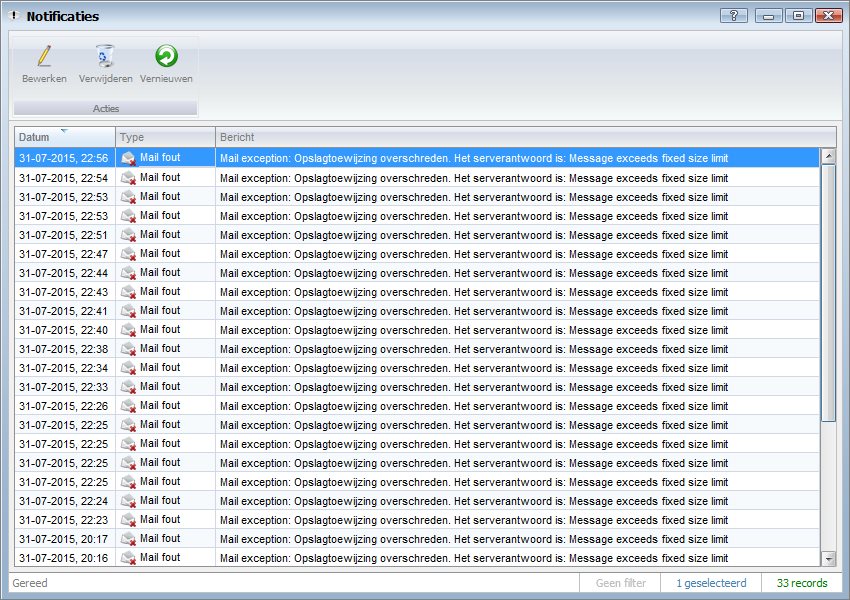 Notificaties
Bewerken Verwijderen Vernieuwen
Acties
Datum Type Bericht
31-07-2015, 22:56 Mail fout Mail exception: Opslagtoewijzing overschreden. Het serverantwoord is: Message exceeds fixed size limit
31-07-2015, 22:54 Mail fout Mail exception: Opslagtoewijzing overschreden. Het serverantwoord is: Message exceeds fixed size limit
31-07-2015, 22:53 Mail fout Mail exception: Opslagtoewijzing overschreden. Het serverantwoord is: Message exceeds fixed size limit
31-07-2015, 22:53 Mail fout Mail exception: Opslagtoewijzing overschreden. Het serverantwoord is: Message exceeds fixed size limit
31-07-2015, 22:51 Mail fout Mail exception: Opslagtoewijzing overschreden. Het serverantwoord is: Message exceeds fixed size limit
31-07-2015, 22:47 Mail fout Mail exception: Opslagtoewijzing overschreden. Het serverantwoord is: Message exceeds fixed size limit
31-07-2015, 22:44 Mail fout Mail exception: Opslagtoewijzing overschreden. Het serverantwoord is: Message exceeds fixed size limit
31-07-2015, 22:43 Mail fout Mail exception: Opslagtoewijzing overschreden. Het serverantwoord is: Message exceeds fixed size limit
31-07-2015, 22:41 Mail fout Mail exception: Opslagtoewijzing overschreden. Het serverantwoord is: Message exceeds fixed size limit
31-07-2015, 22:40 Mail fout Mail exception: Opslagtoewijzing overschreden. Het serverantwoord is: Message exceeds fixed size limit
31-07-2015, 22:38 Mail fout Mail exception: Opslagtoewijzing overschreden. Het serverantwoord is: Message exceeds fixed size limit
31-07-2015, 22:34 Mail fout Mail exception: Opslagtoewijzing overschreden. Het serverantwoord is: Message exceeds fixed size limit
31-07-2015, 22:33 Mail fout Mail exception: Opslagtoewijzing overschreden. Het serverantwoord is: Message exceeds fixed size limit
31-07-2015, 22:26 Mail fout Mail exception: Opslagtoewijzing overschreden. Het serverantwoord is: Message exceeds fixed size limit
31-07-2015, 22:25 Mail fout Mail exception: Opslagtoewijzing overschreden. Het serverantwoord is: Message exceeds fixed size limit
31-07-2015, 22:25 Mail fout Mail exception: Opslagtoewijzing overschreden. Het serverantwoord is: Message exceeds fixed size limit
31-07-2015, 22:25 Mail fout Mail exception: Opslagtoewijzing overschreden. Het serverantwoord is: Message exceeds fixed size limit
31-07-2015, 22:25 Mail fout Mail exception: Opslagtoewijzing overschreden. Het serverantwoord is: Message exceeds fixed size limit
31-07-2015, 22:24 Mail fout Mail exception: Opslagtoewijzing overschreden. Het serverantwoord is: Message exceeds fixed size limit
31-07-2015, 22:23 Mail fout Mail exception: Opslagtoewijzing overschreden. Het serverantwoord is: Message exceeds fixed size limit
31-07-2015, 20:17 Mail fout Mail exception: Opslagtoewijzing overschreden. Het serverantwoord is: Message exceeds fixed size limit
31-07-2015, 20:16 Mail fout Mail exception: Opslagtoewijzing overschreden. Het serverantwoord is: Message exceeds fixed size limit
Gereed Geen filter 1 geselecteerd 33 records